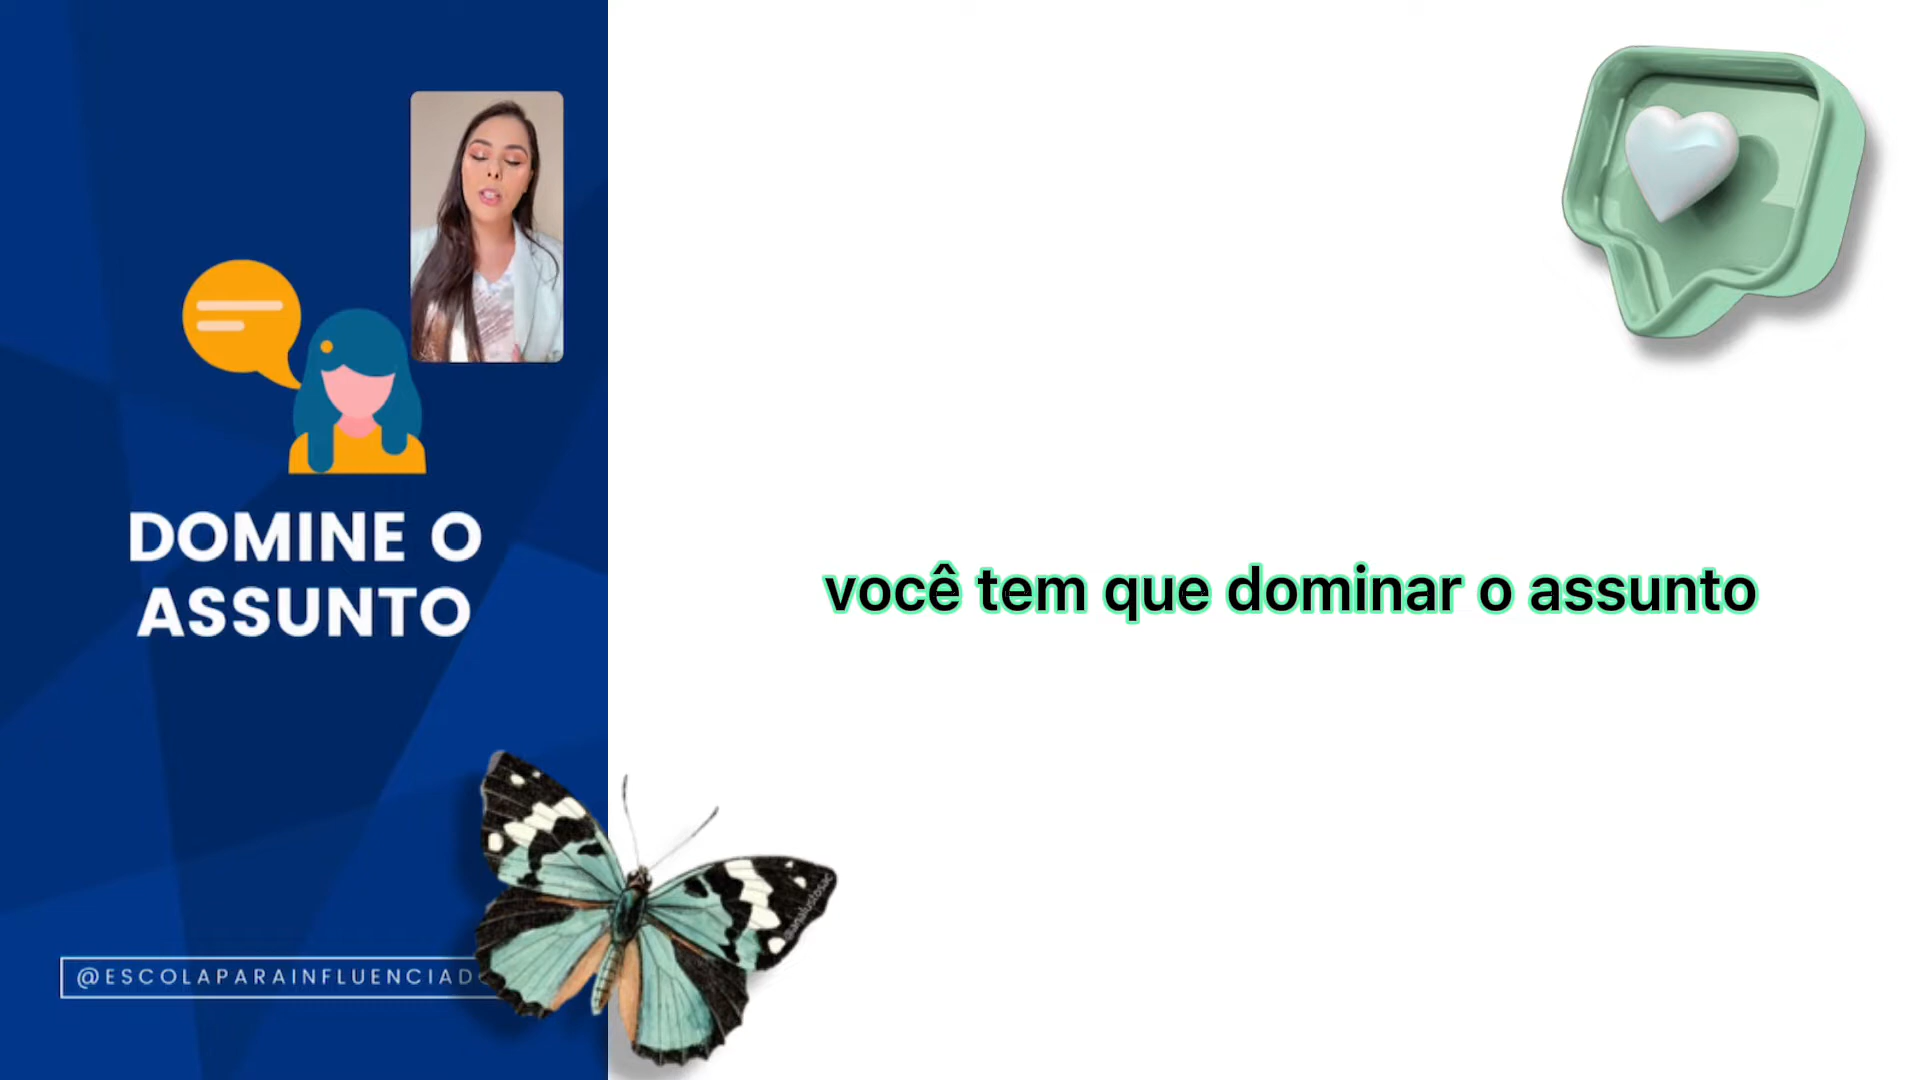 DOMINE O
ASSUNTO
você tem que dominar o assunto
@ESCOLAPARAINFLUENCIAD